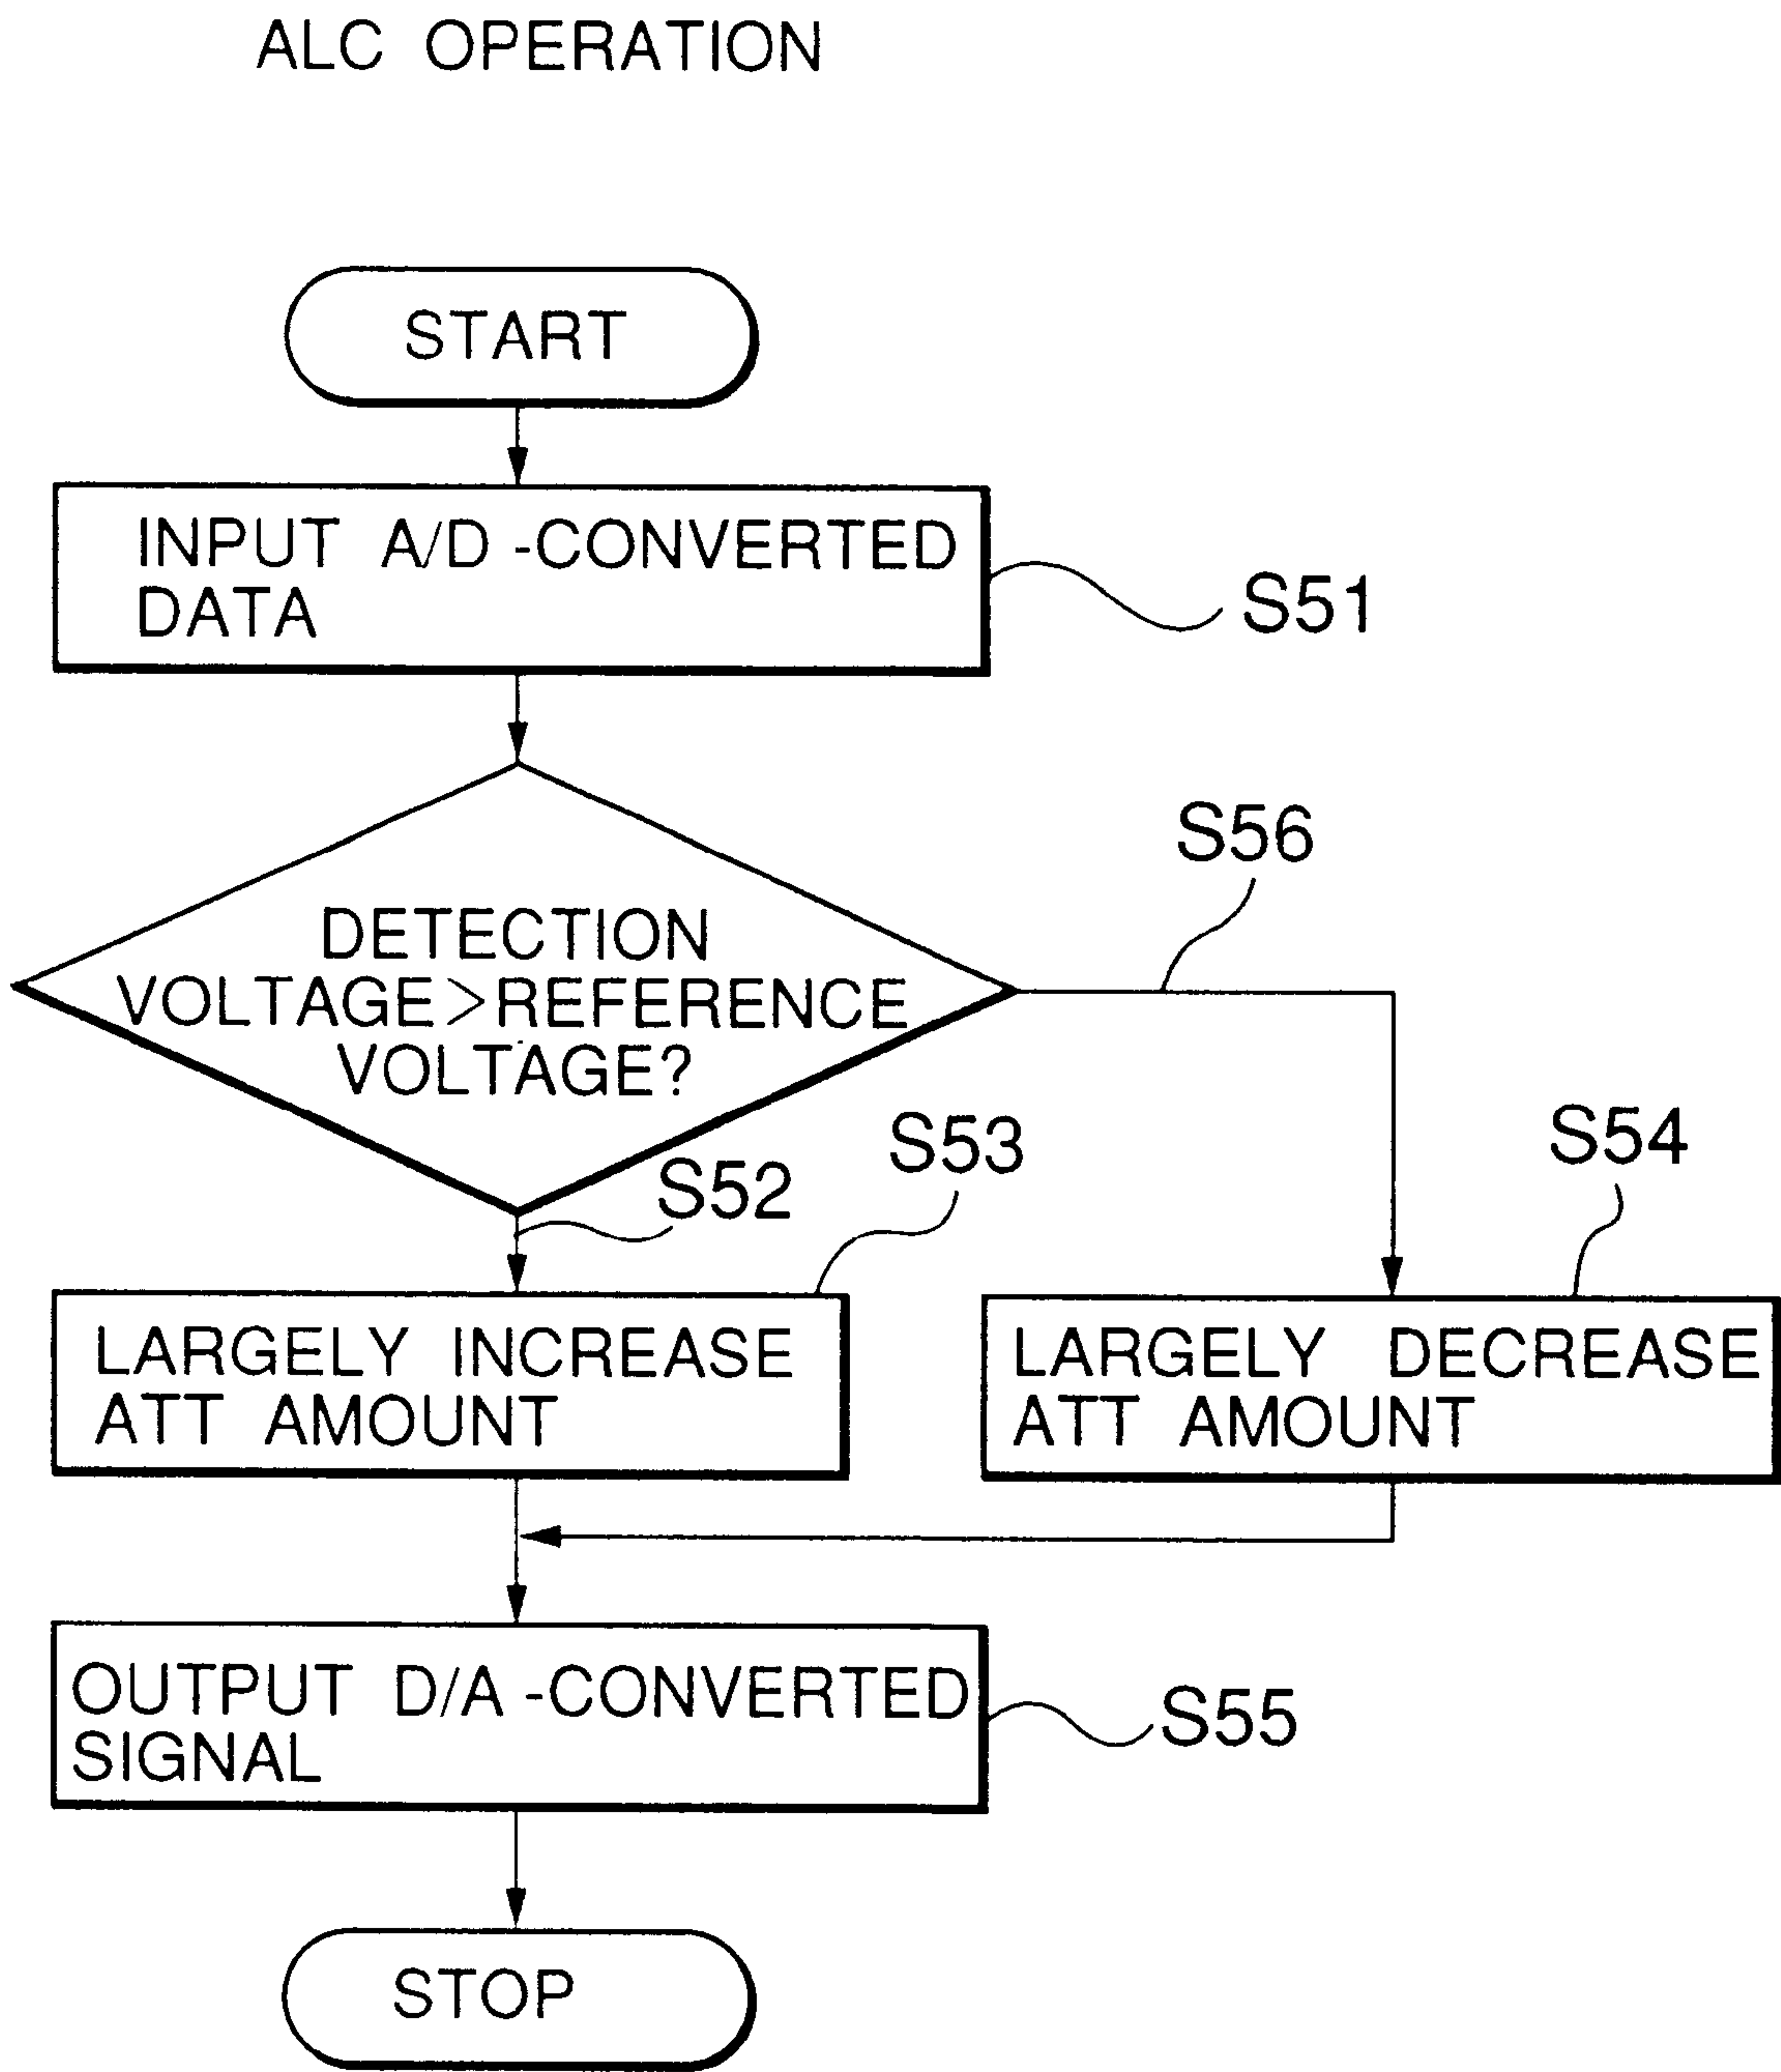 ALC OPERATION
START
INPUT A/D-CONVERTED
DATA
S51
DETECTION
VOLTAGE>REFERENCE
VOLTAGE?
S56
S52
S53
S54
LARGELY INCREASE
ATT AMOUNT
LARGELY DECREASE
ATT AMOUNT
OUTPUT D/A-CONVERTED
SIGNAL
S55
STOP